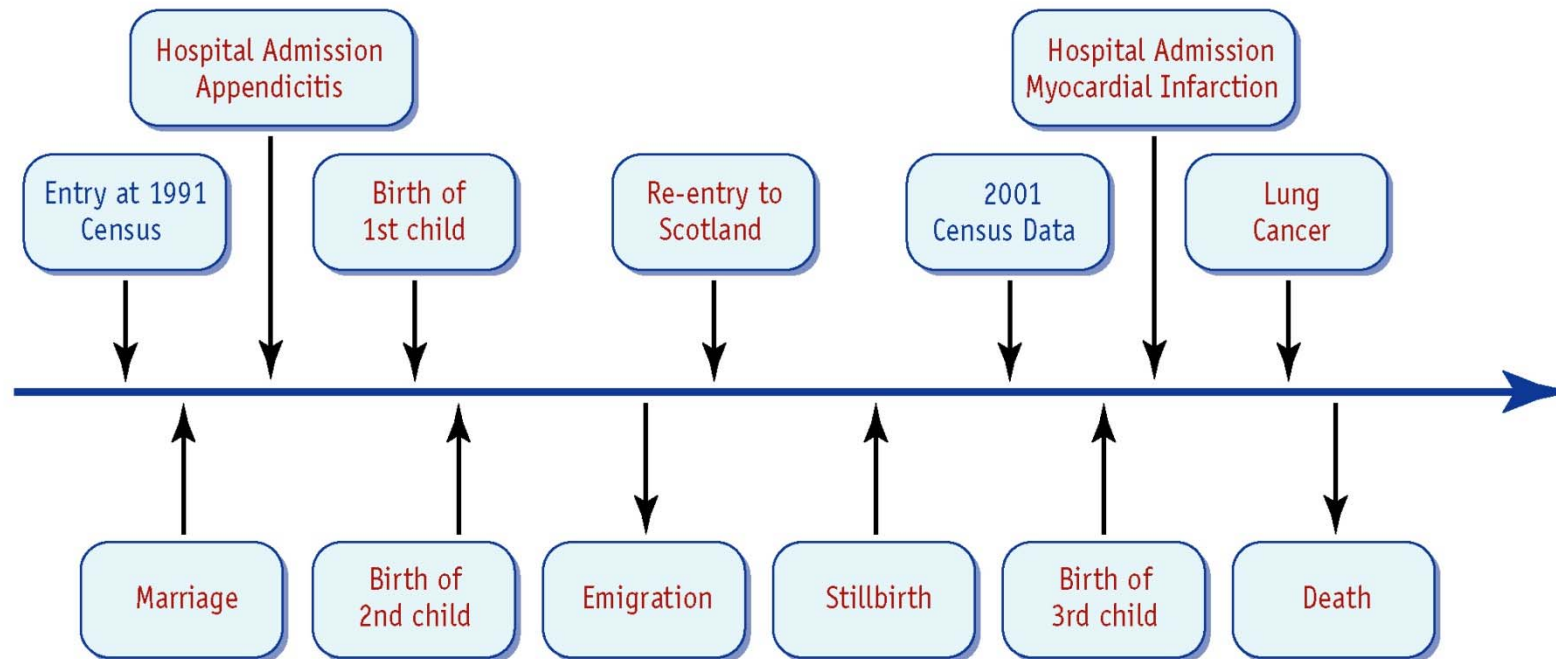 Hospital Admission
Appendicitis
Hospital Admission
Myocardial Infarction
Entry at 1991
Census
Birth of
1st child
Re-entry to
Scotland
2001
Census Data
Lung
Cancer
Marriage
Birth of
2nd child
Emigration
Stillbirth
Birth of
3rd child
Death